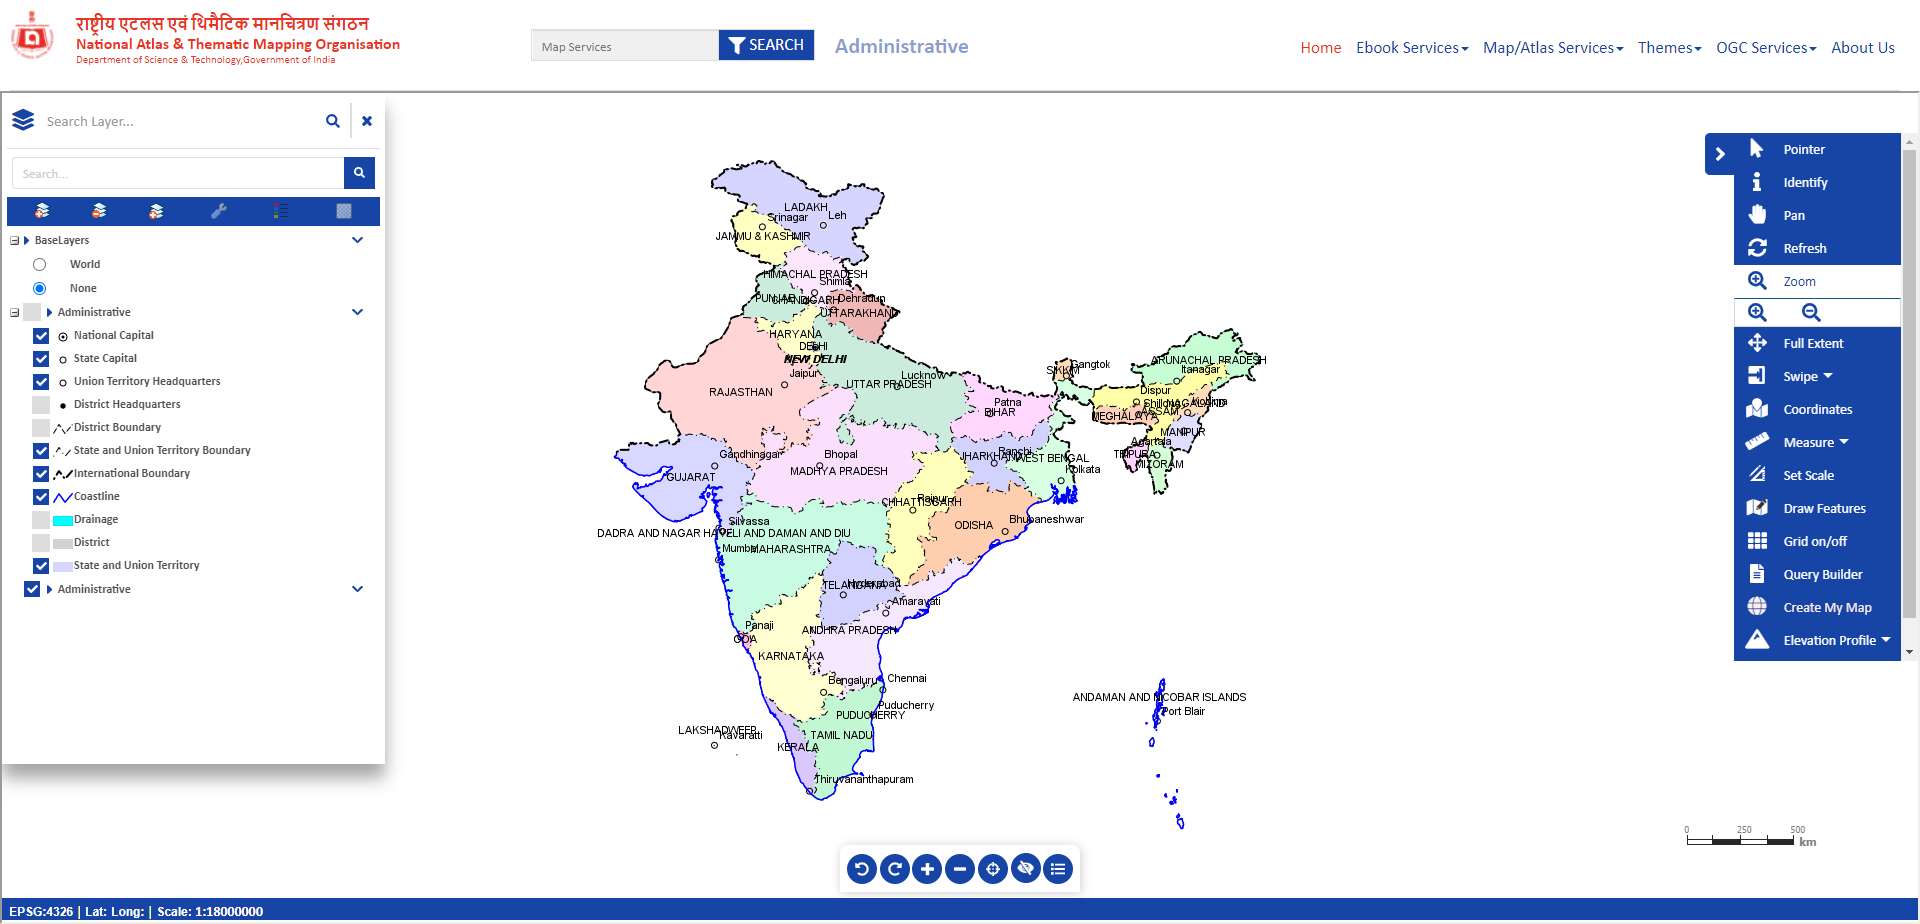 राष्ट्रीय एटलस एवं थिमैटिक मानचित्रण संगठन
National Atlas & Thematic Mapping Organisation
Department of Science & Technology,Government of India
Map Services
SEARCH
Administrative
Home
Ebook Services
Map/Atlas Services
Themes
OGC Services
About Us
Search Layer...
Search...
BaseLayers
World
None
Administrative
National Capital
State Capital
Union Territory Headquarters
District Headquarters
District Boundary
State and Union Territory Boundary
International Boundary
Coastline
Drainage
District
State and Union Territory
Administrative
LADAKH
Srinagar
Leh
JAMMU & KASHMIR
HIMACHAL PRADESH
Shimla
PUNJAB
CHANDIGARH
Dehradun
UTTARAKHAND
HARYANA
DELHI
NEW DELHI
Jaipur
RAJASTHAN
Lucknow
UTTAR PRADESH
Gangtok
SIKKIM
ARUNACHAL PRADESH
Itanagar
Dispur
Patna
BIHAR
Shillong
NAGALAND
Kohima
MEGHALAYA
ASSAM
MANIPUR
Agartala
TRIPURA
MIZORAM
Gandhinagar
Bhopal
Ranchi
JHARKHAND
WEST BENGAL
Kolkata
GUJARAT
MADHYA PRADESH
Raipur
CHHATTISGARH
Silvassa
ODISHA
Bhubaneshwar
DADRA AND NAGAR HAVELI AND DAMAN AND DIU
Mumbai
MAHARASHTRA
TELANGANA
Hyderabad
Amaravati
Panaji
GOA
ANDHRA PRADESH
KARNATAKA
Bengaluru
Chennai
Puducherry
PUDUCHERRY
LAKSHADWEEP
Kavaratti
KERALA
TAMIL NADU
Thiruvananthapuram
ANDAMAN AND NICOBAR ISLANDS
Port Blair
Pointer
Identify
Pan
Refresh
Zoom
Full Extent
Swipe
Coordinates
Measure
Set Scale
Draw Features
Grid on/off
Query Builder
Create My Map
Elevation Profile
0 250 500
km
EPSG:4326 | Lat: Long: | Scale: 1:18000000